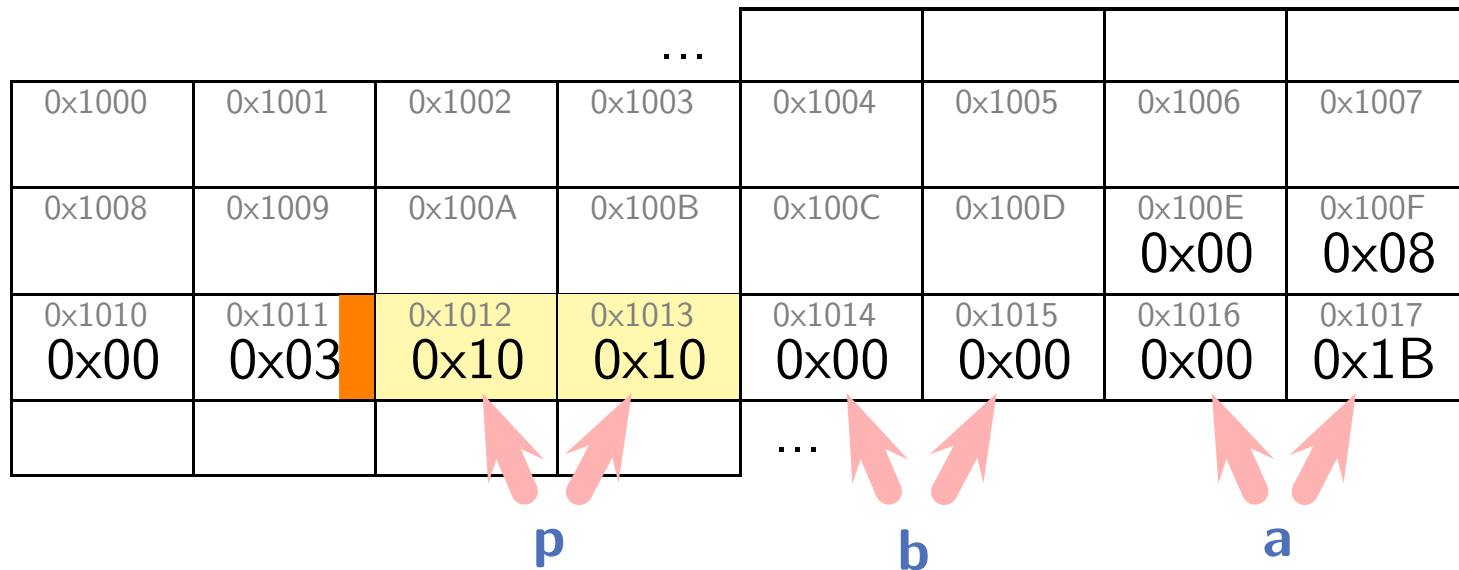 ...
0x1000 0x1001 0x1002 0x1003 0x1004 0x1005 0x1006 0x1007
0x1008 0x1009 0x100A 0x100B 0x100C 0x100D 0x100E 0x100F
0x00 0x08
0x1010 0x1011 0x1012 0x1013 0x1014 0x1015 0x1016 0x1017
0x00 0x03 0x10 0x10 0x00 0x00 0x00 0x1B
...
p b a